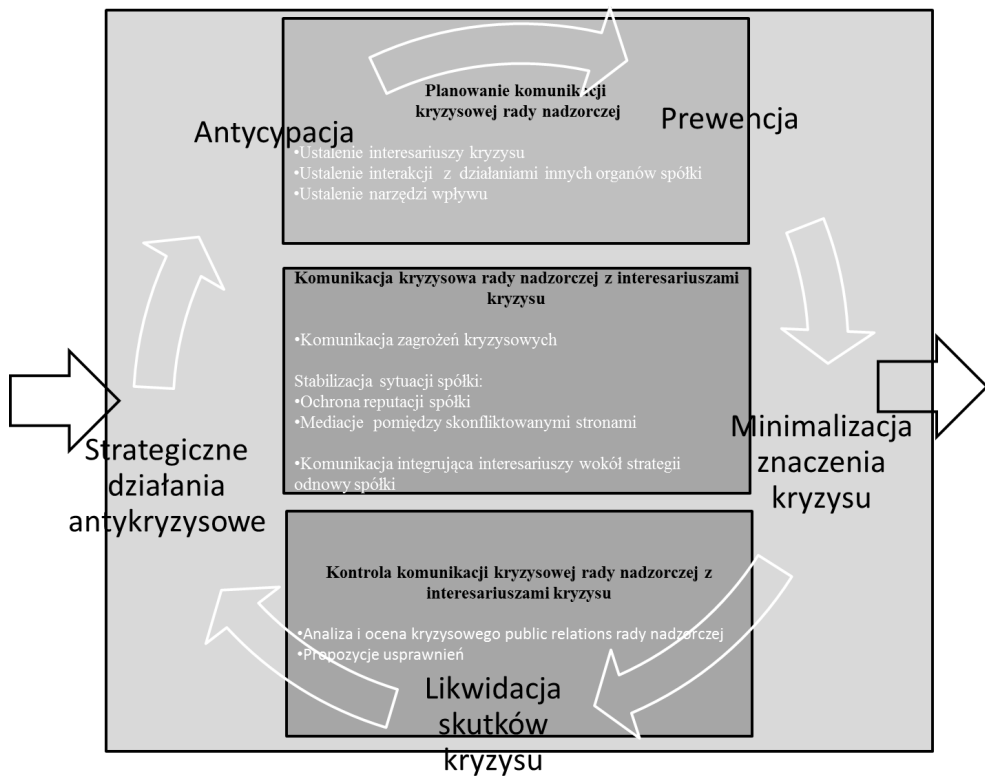 Planowanie komunikacji
kryzysowej rady nadzorczej
Antycypacja
Prewencja
•Ustalenie interesariuszy kryzysu
•Ustalenie interakcji z działaniami innych organów spółki
•Ustalenie narzędzi wpływu
Komunikacja kryzysowa rady nadzorczej z interesariuszami
kryzysu
•Komunikacja zagrożeń kryzysowych
Stabilizacja sytuacji spółki:
•Ochrona reputacji spółki
•Mediacje pomiędzy skonfliktowanymi stronami
•Komunikacja integrująca interesariuszy wokół strategii
odnowy spółki
Minimalizacja
znaczenia
kryzysu
Strategiczne
działania
antykryzysowe
Kontrola komunikacji kryzysowej rady nadzorczej z
interesariuszami kryzysu
•Analiza i ocena kryzysowego public relations rady nadzorczej
•Propozycje usprawnień
Likwidacja
skutków
kryzysu